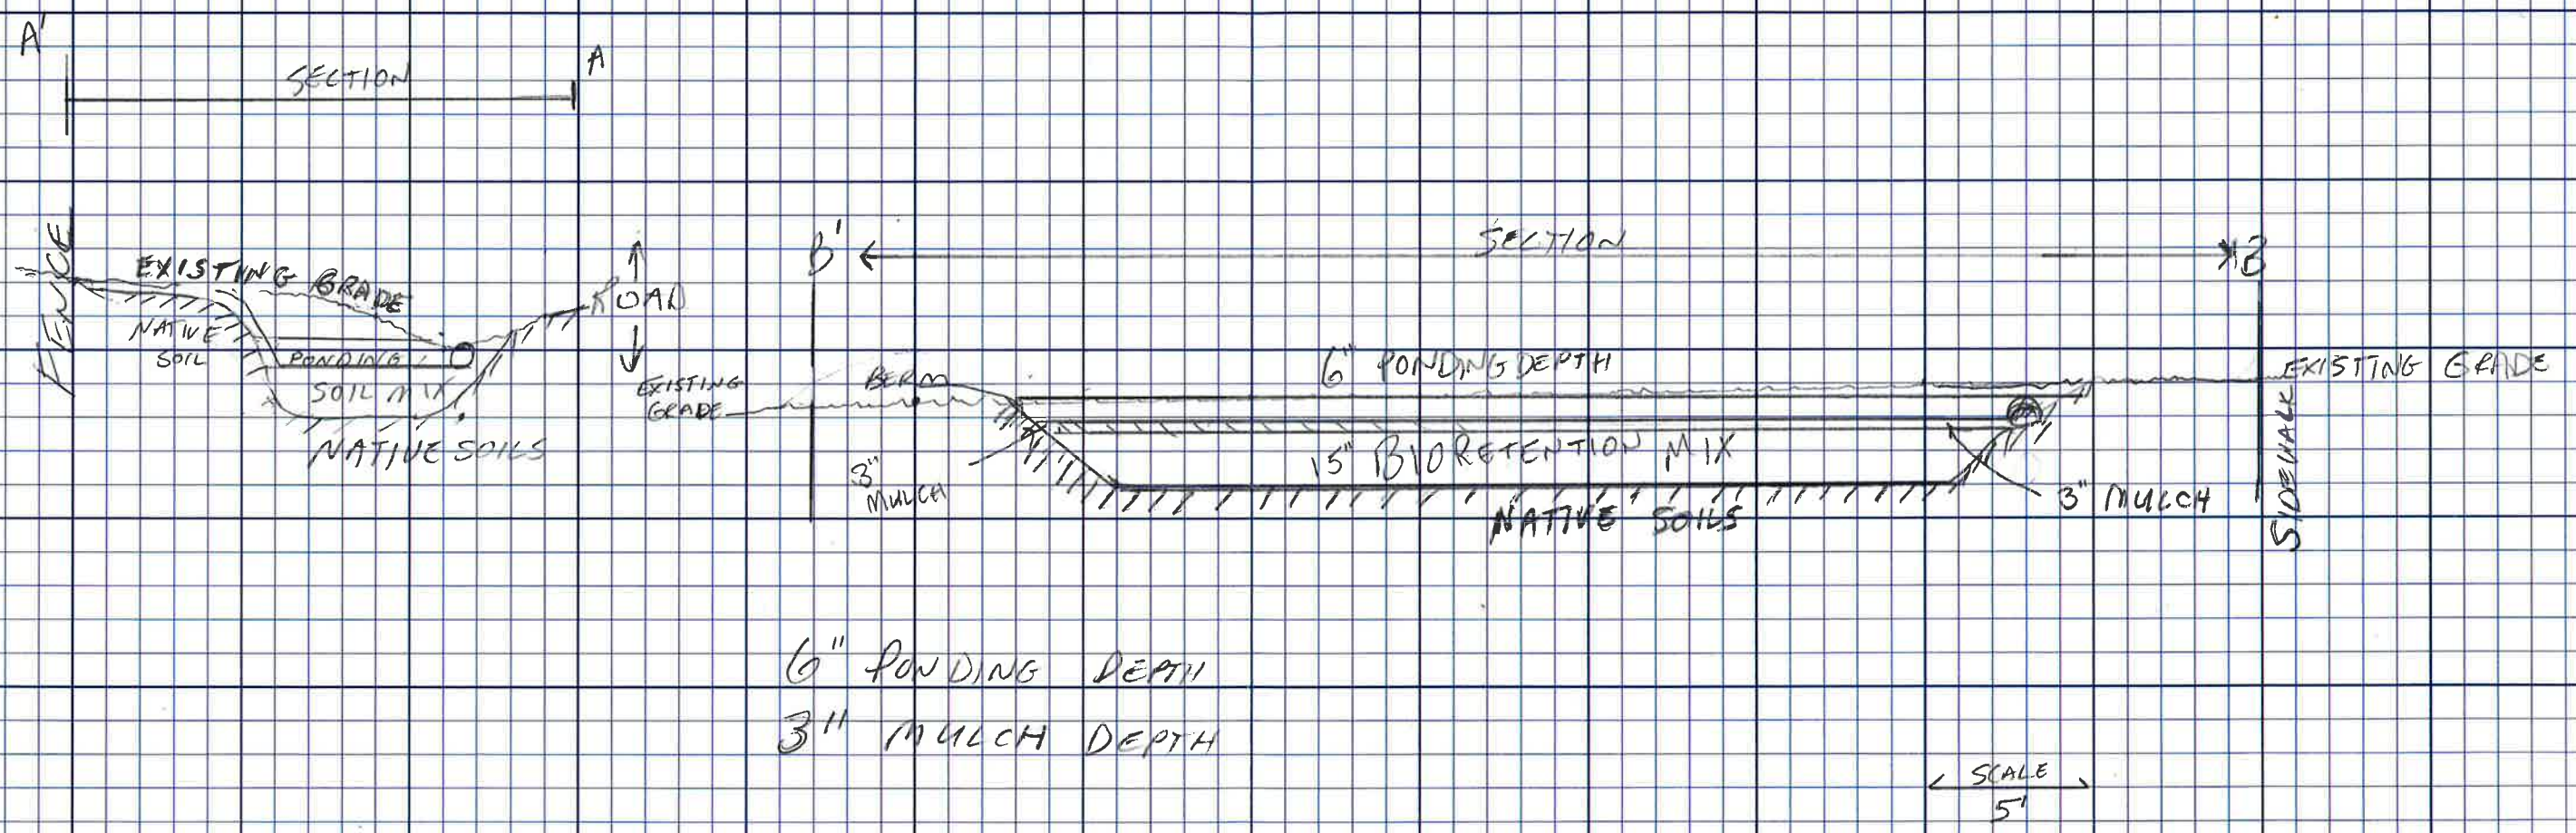 A'
SECTION
A
FENCE
EXISTING GRADE
NATIVE
SOIL
PONDING
SOIL MIX
NATIVE SOILS
ROAD
B'
SECTION
B
EXISTING
GRADE
BERM
3"
MULCH
6" PONDING DEPTH
15" BIORETENTION MIX
NATIVE SOILS
3" MULCH
EXISTING GRADE
SIDEWALK
6" PONDING DEPTH
3" MULCH DEPTH
SCALE
5'